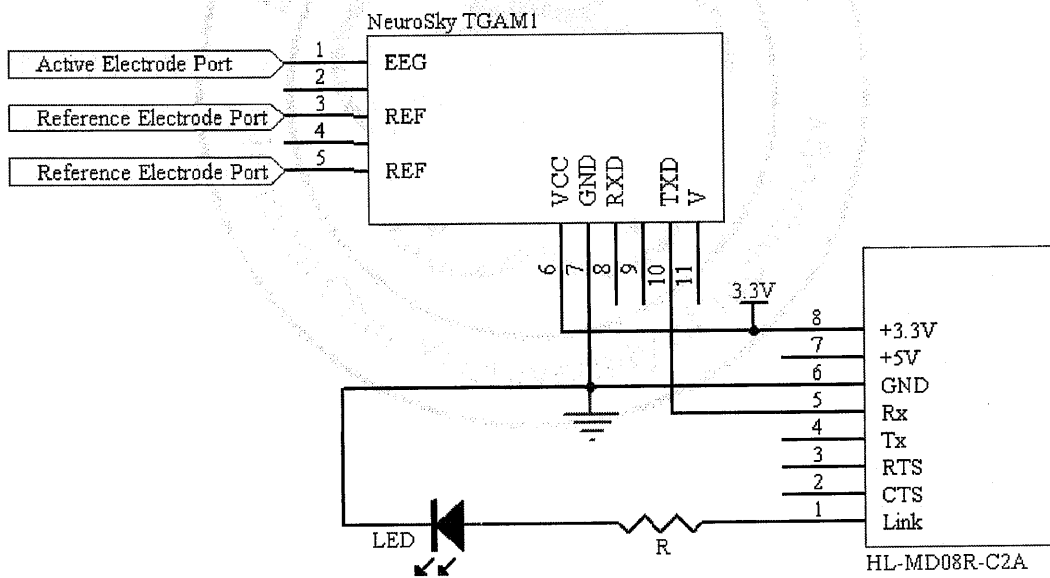 NeuroSky TGAM1
Active Electrode Port
1
EEG
2
Reference Electrode Port
3
REF
4
Reference Electrode Port
5
REF
VCC
GND
RXD
TXD
V
6
7
8
9
10
11
3.3V
8
+3.3V
7
+5V
6
GND
5
Rx
4
Tx
3
RTS
2
CTS
1
Link
LED
R
HL-MD08R-C2A